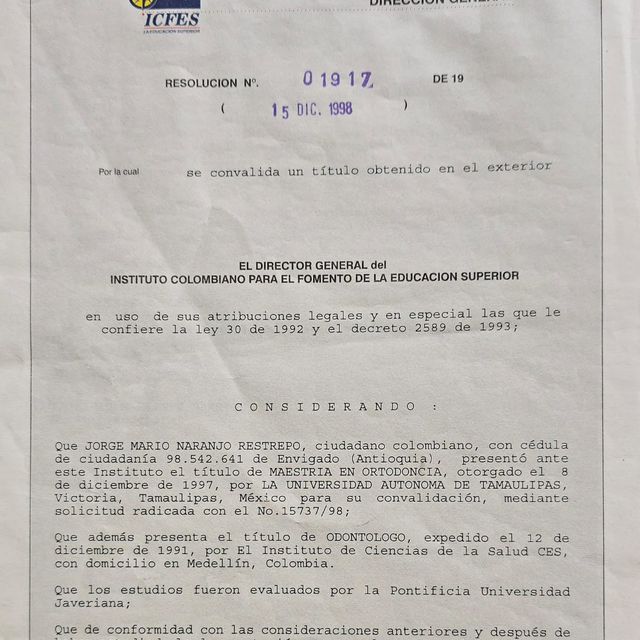 ICFES
LA EDUCACION SUPERIOR
DIRECCION GENERAL
RESOLUCION Nº. 01917 DE 19
( 15 DIC. 1998 )
Por la cual se convalida un título obtenido en el exterior
EL DIRECTOR GENERAL del
INSTITUTO COLOMBIANO PARA EL FOMENTO DE LA EDUCACION SUPERIOR
en uso de sus atribuciones legales y en especial las que le
confiere la ley 30 de 1992 y el decreto 2589 de 1993;
C O N S I D E R A N D O :
Que JORGE MARIO NARANJO RESTREPO, ciudadano colombiano, con cédula
de ciudadanía 98.542.641 de Envigado (Antioquia), presentó ante
este Instituto el título de MAESTRIA EN ORTODONCIA, otorgado el 8
de diciembre de 1997, por LA UNIVERSIDAD AUTONOMA DE TAMAULIPAS,
Victoria, Tamaulipas, México para su convalidación, mediante
solicitud radicada con el No.15737/98;
Que además presenta el título de ODONTOLOGO, expedido el 12 de
diciembre de 1991, por El Instituto de Ciencias de la Salud CES,
con domicilio en Medellín, Colombia.
Que los estudios fueron evaluados por la Pontificia Universidad
Javeriana;
Que de conformidad con las consideraciones anteriores y después de